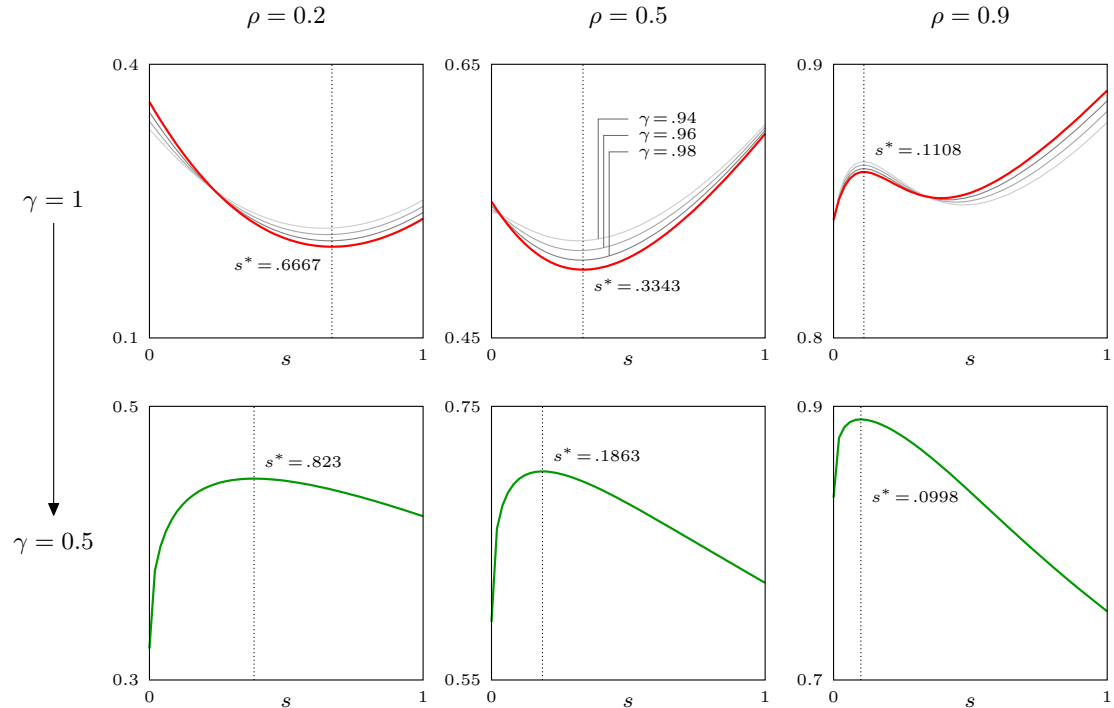 ρ = 0.2
ρ = 0.5
ρ = 0.9
γ = 1
γ = 0.5
0.4
0.1
0
s
1
s* = .6667
0.65
0.45
0
s
1
γ = .94
γ = .96
γ = .98
s* = .3343
0.9
0.8
0
s
1
s* = .1108
0.5
0.3
0
s
1
s* = .823
0.75
0.55
0
s
1
s* = .1863
0.9
0.7
0
s
1
s* = .0998